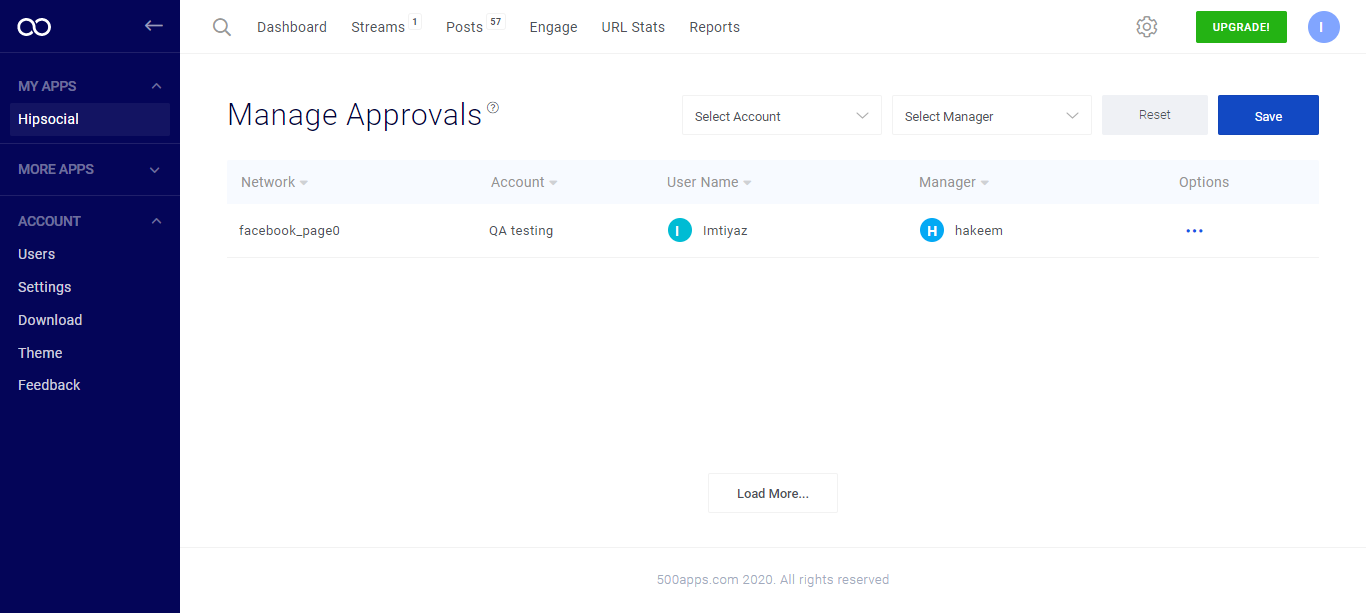 Dashboard Streams 1 Posts 57 Engage URL Stats Reports UPGRADE! I
MY APPS
Hipsocial
MORE APPS
ACCOUNT
Users
Settings
Download
Theme
Feedback
Manage Approvals ? Select Account Select Manager Reset Save
Network Account User Name Manager Options
facebook_page0 QA testing I Imtiyaz H hakeem
Load More...
500apps.com 2020. All rights reserved